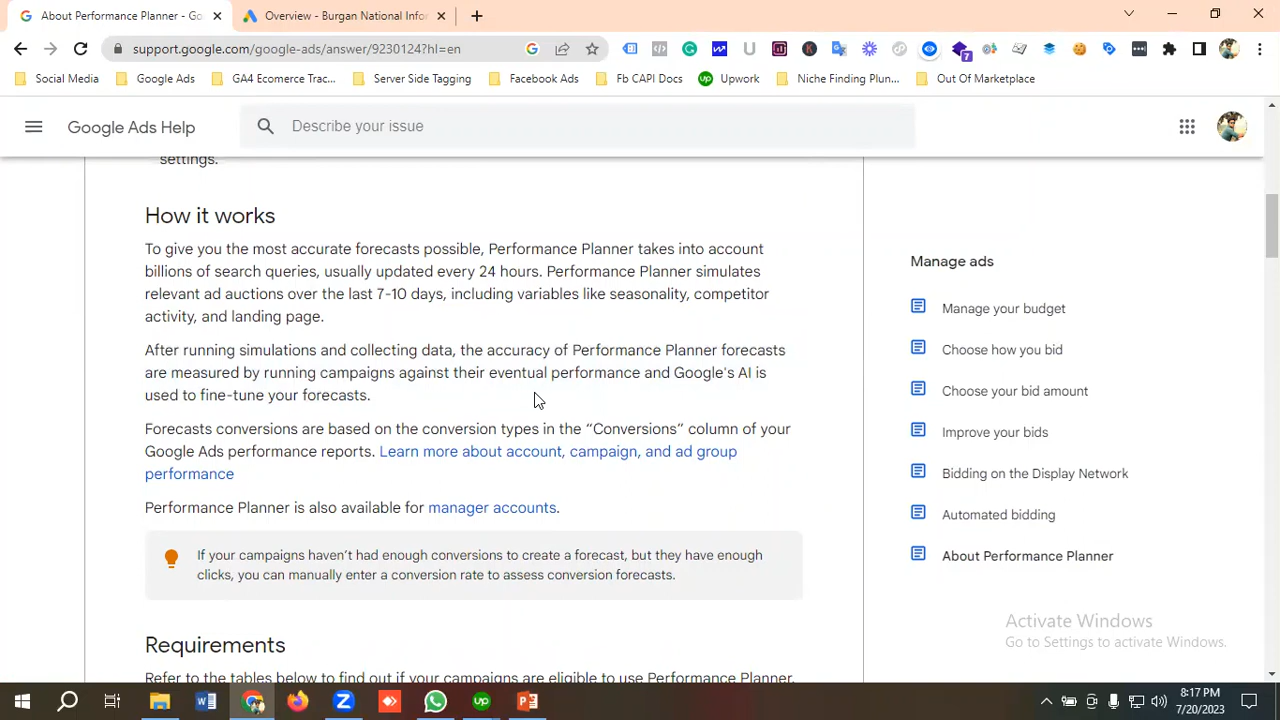 About Performance Planner - Go
Overview - Burgan National Infor
support.google.com/google-ads/answer/9230124?hl=en
Social Media
Google Ads
GA4 Ecomerce Trac...
Server Side Tagging
Facebook Ads
Fb CAPI Docs
Upwork
Niche Finding Plun...
Out Of Marketplace
Google Ads Help
Describe your issue
settings.
How it works
To give you the most accurate forecasts possible, Performance Planner takes into account
billions of search queries, usually updated every 24 hours. Performance Planner simulates
relevant ad auctions over the last 7-10 days, including variables like seasonality, competitor
activity, and landing page.
After running simulations and collecting data, the accuracy of Performance Planner forecasts
are measured by running campaigns against their eventual performance and Google's AI is
used to fine-tune your forecasts.
Forecasts conversions are based on the conversion types in the “Conversions” column of your
Google Ads performance reports. Learn more about account, campaign, and ad group
performance
Performance Planner is also available for manager accounts.
If your campaigns haven't had enough conversions to create a forecast, but they have enough
clicks, you can manually enter a conversion rate to assess conversion forecasts.
Requirements
Refer to the tables below to find out if your campaigns are eligible to use Performance Planner.
Manage ads
Manage your budget
Choose how you bid
Choose your bid amount
Improve your bids
Bidding on the Display Network
Automated bidding
About Performance Planner
Activate Windows
Go to Settings to activate Windows.
8:17 PM
7/20/2023